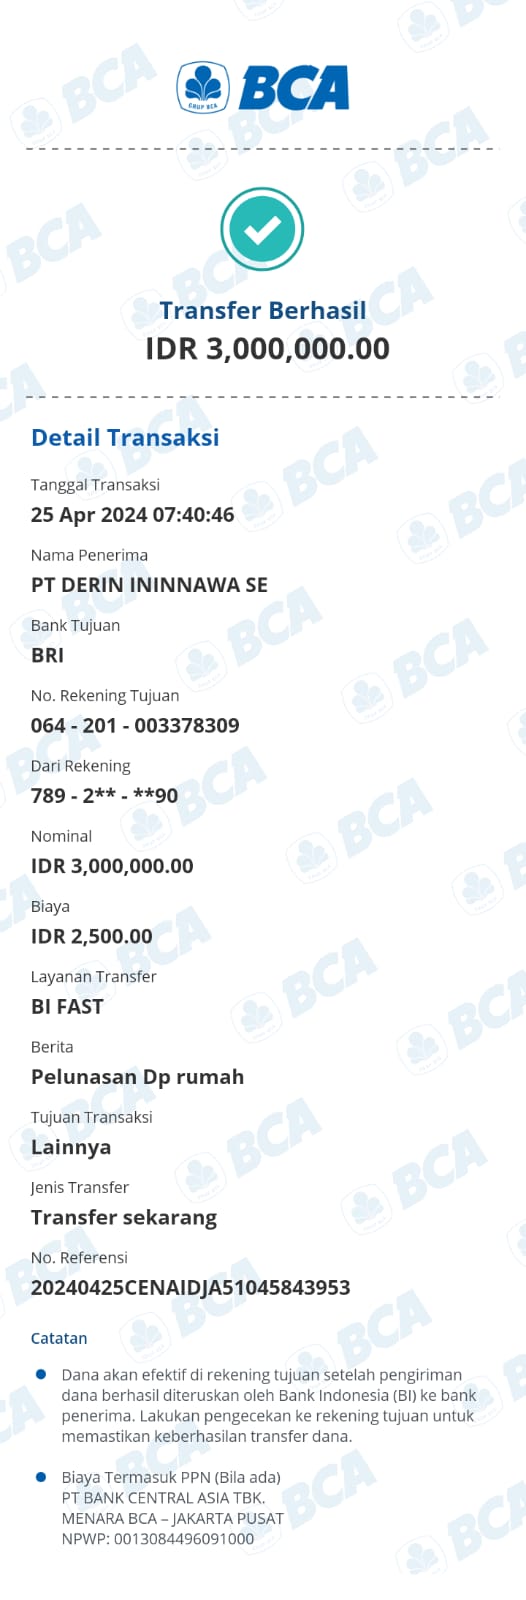 GRUP BCA
BCA
Transfer Berhasil
IDR 3,000,000.00
Detail Transaksi
Tanggal Transaksi
25 Apr 2024 07:40:46
Nama Penerima
PT DERIN ININNAWA SE
Bank Tujuan
BRI
No. Rekening Tujuan
064 - 201 - 003378309
Dari Rekening
789 - 2** - **90
Nominal
IDR 3,000,000.00
Biaya
IDR 2,500.00
Layanan Transfer
BI FAST
Berita
Pelunasan Dp rumah
Tujuan Transaksi
Lainnya
Jenis Transfer
Transfer sekarang
No. Referensi
20240425CENAIDJA51045843953
Catatan
Dana akan efektif di rekening tujuan setelah pengiriman
dana berhasil diteruskan oleh Bank Indonesia (BI) ke bank
penerima. Lakukan pengecekan ke rekening tujuan untuk
memastikan keberhasilan transfer dana.
Biaya Termasuk PPN (Bila ada)
PT BANK CENTRAL ASIA TBK.
MENARA BCA – JAKARTA PUSAT
NPWP: 0013084496091000